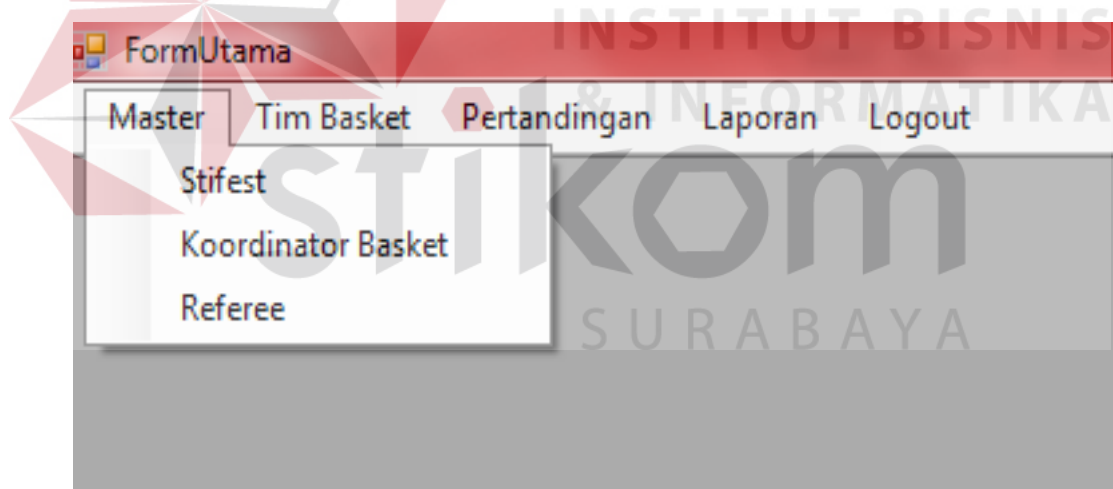 INSTITUT BISNIS
FormUtama
& INFORMATIKA
Master Tim Basket Pertandingan Laporan Logout
stikom
Stifest
Koordinator Basket
Referee
SURABAYA